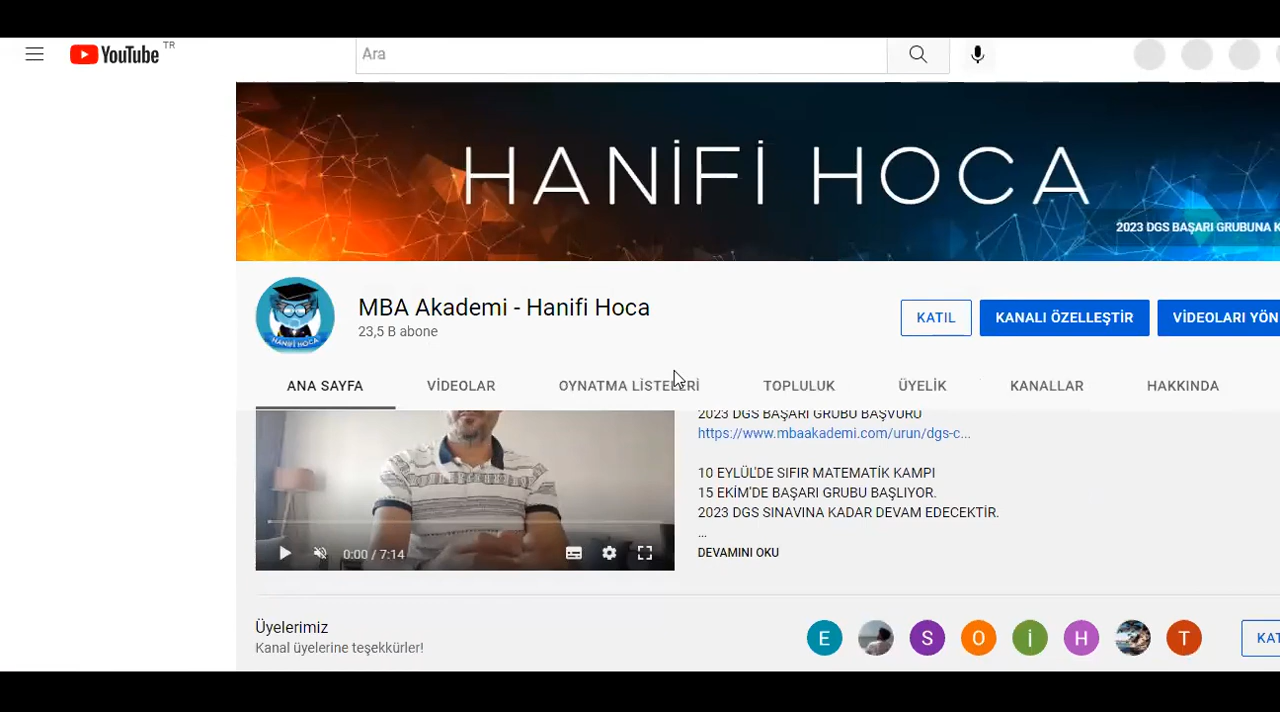 YouTube TR
Ara
HANİFİ HOCA
2023 DGS BAŞARI GRUBUNA K
HANİFİ HOCA
MBA Akademi - Hanifi Hoca
23,5 B abone
KATIL
KANALI ÖZELLEŞTİR
VİDEOLARI YÖN
ANA SAYFA
VİDEOLAR
OYNATMA LİSTELERİ
TOPLULUK
ÜYELİK
KANALLAR
HAKKINDA
2023 DGS BAŞARI GRUBU BAŞVURU
https://www.mbaakademi.com/urun/dgs-c...
10 EYLÜL'DE SIFIR MATEMATİK KAMPI
15 EKİM'DE BAŞARI GRUBU BAŞLIYOR.
2023 DGS SINAVINA KADAR DEVAM EDECEKTİR.
...
DEVAMINI OKU
0:00 / 7:14
Üyelerimiz
Kanal üyelerine teşekkürler!
E
S
O
İ
H
T
KAT